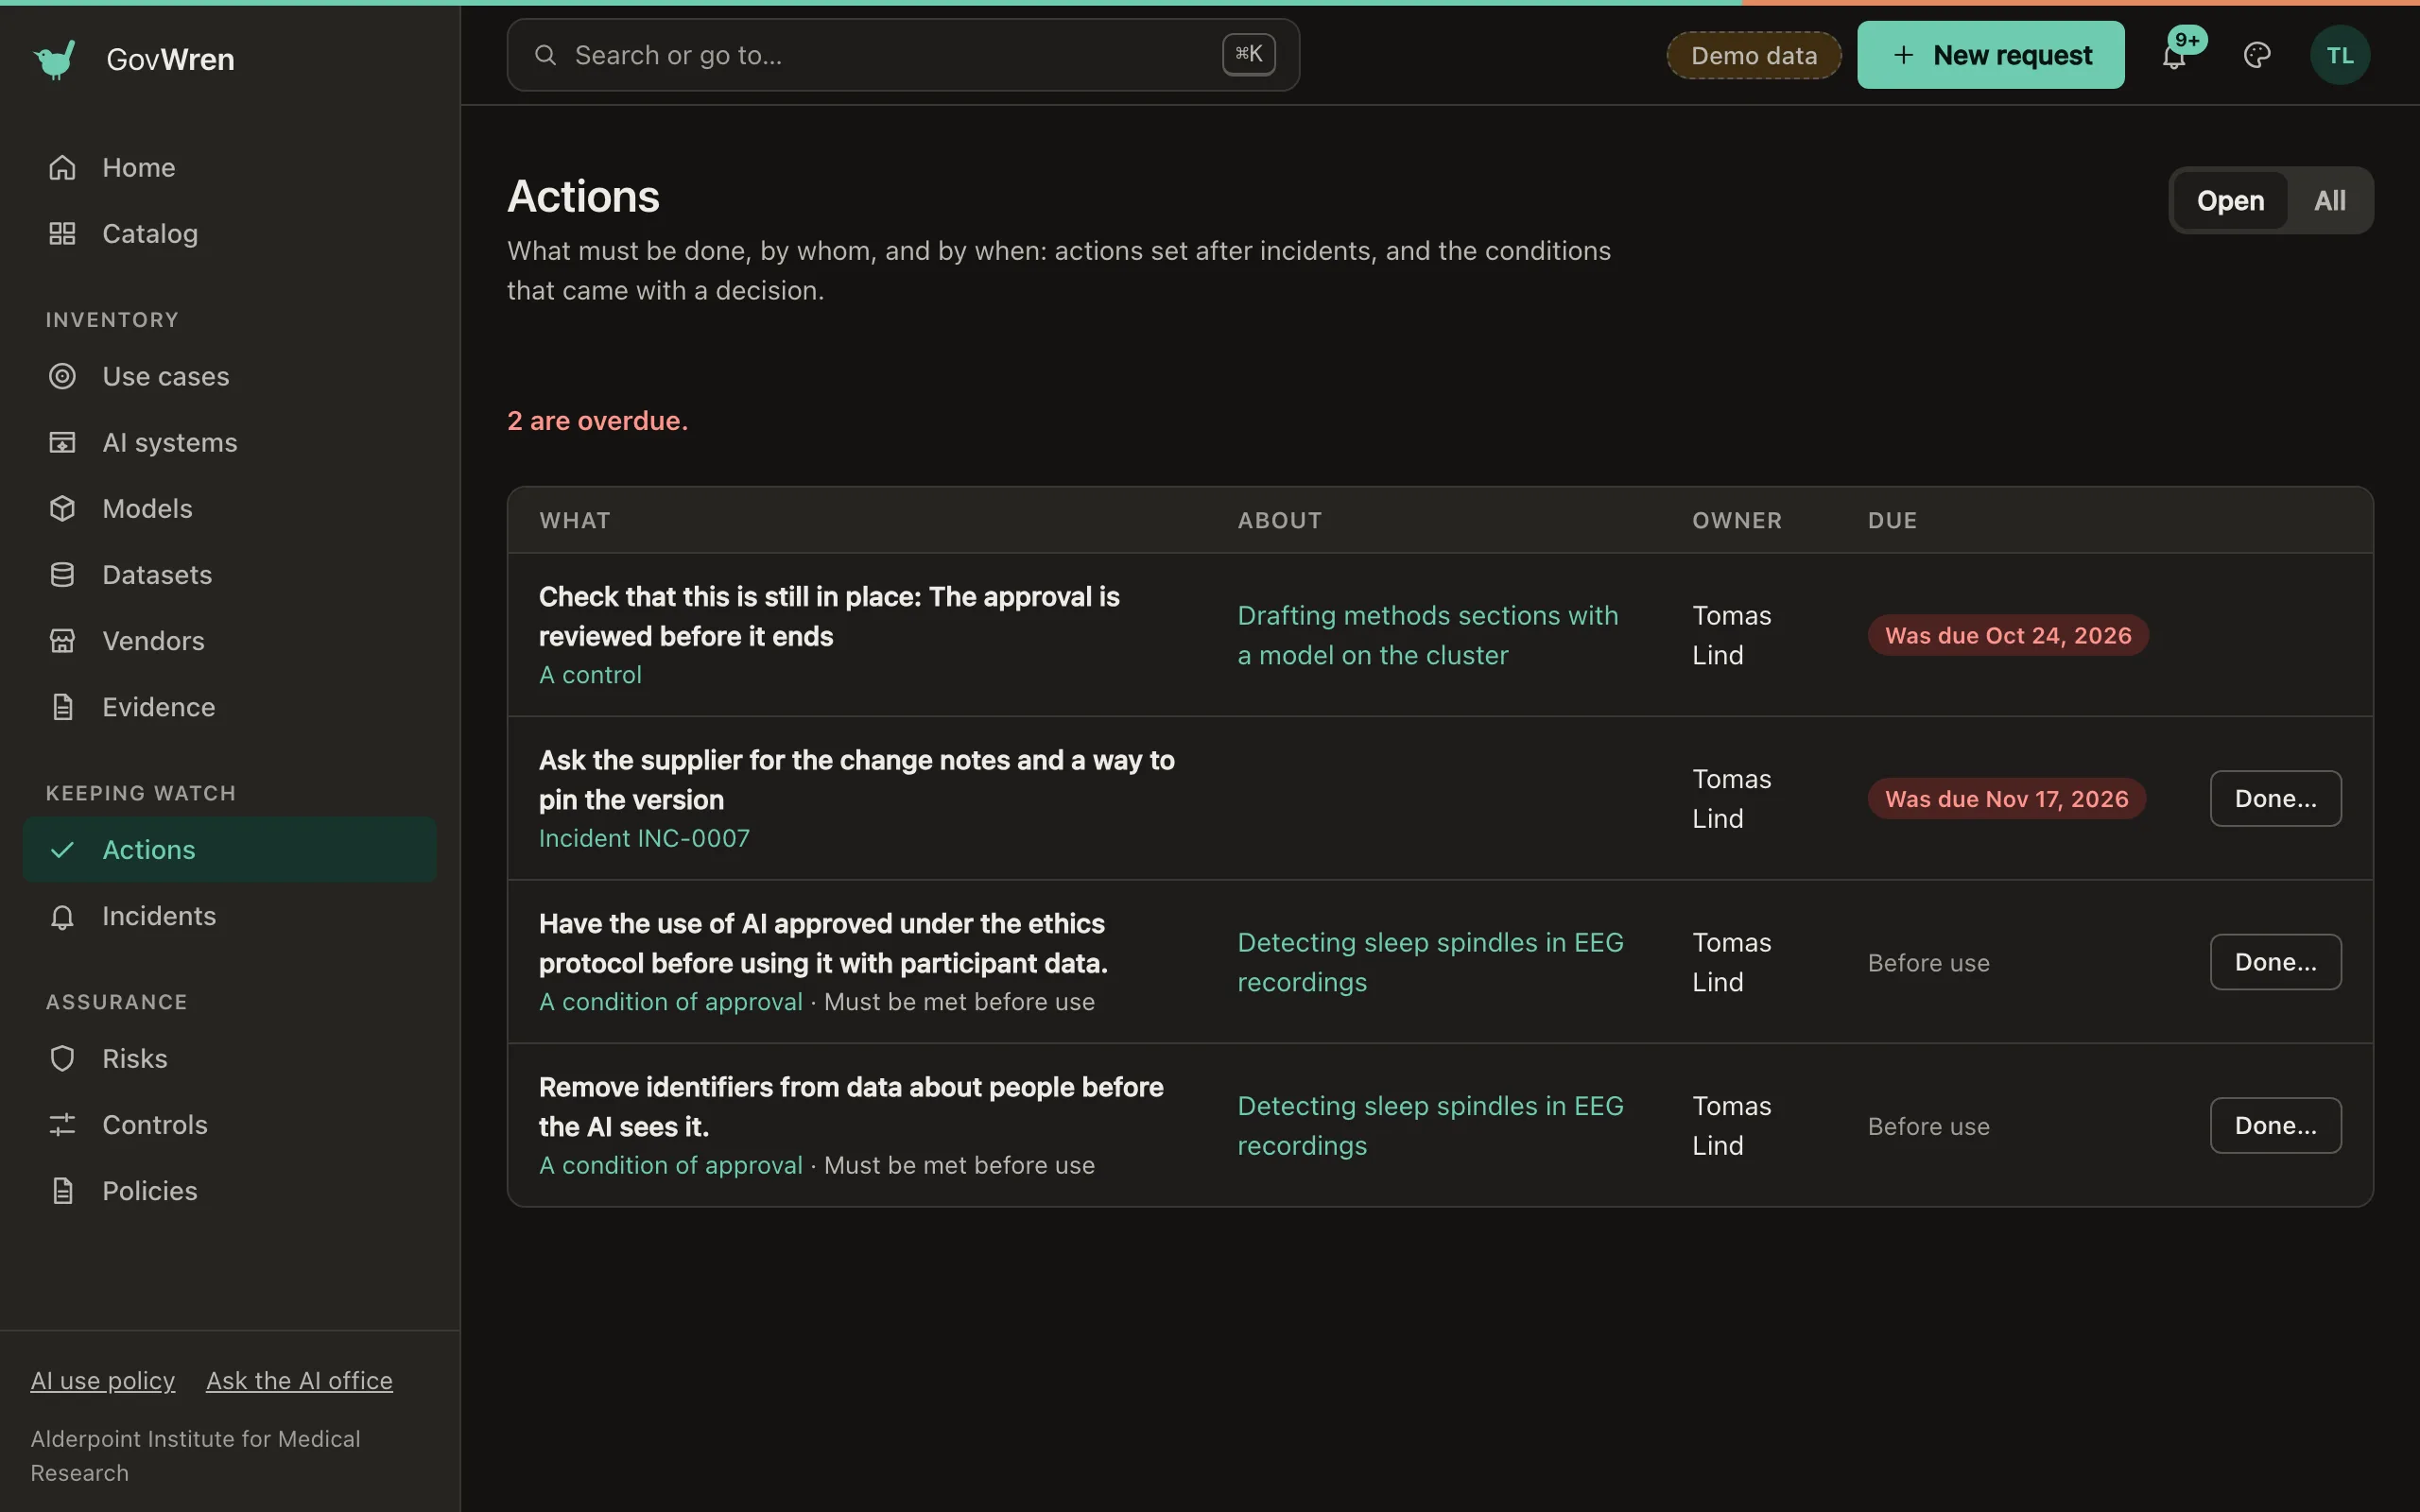 GovWren
Search or go to...
⌘K
Demo data
+ New request
9+
TL
Home
Catalog
INVENTORY
Use cases
AI systems
Models
Datasets
Vendors
Evidence
KEEPING WATCH
Actions
Incidents
ASSURANCE
Risks
Controls
Policies
AI use policy
Ask the AI office
Alderpoint Institute for Medical
Research
Actions
What must be done, by whom, and by when: actions set after incidents, and the conditions
that came with a decision.
Open
All
2 are overdue.
WHAT
ABOUT
OWNER
DUE
Check that this is still in place: The approval is
reviewed before it ends
A control
Drafting methods sections with
a model on the cluster
Tomas
Lind
Was due Oct 24, 2026
Ask the supplier for the change notes and a way to
pin the version
Incident INC-0007
Tomas
Lind
Was due Nov 17, 2026
Done...
Have the use of AI approved under the ethics
protocol before using it with participant data.
A condition of approval · Must be met before use
Detecting sleep spindles in EEG
recordings
Tomas
Lind
Before use
Done...
Remove identifiers from data about people before
the AI sees it.
A condition of approval · Must be met before use
Detecting sleep spindles in EEG
recordings
Tomas
Lind
Before use
Done...